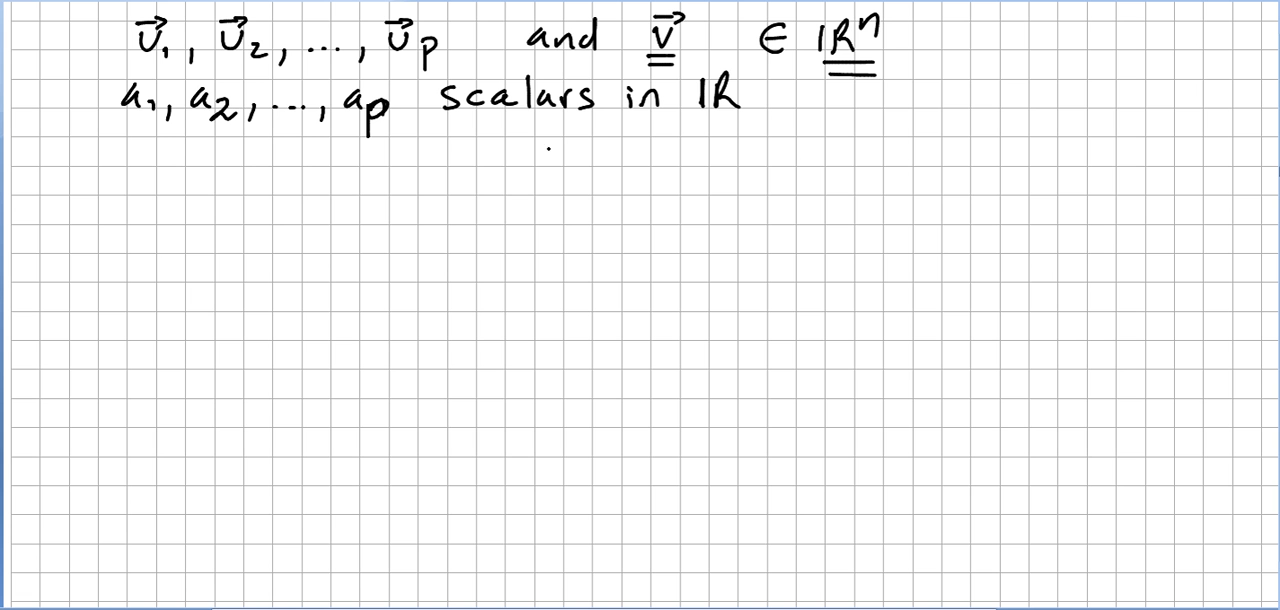 u⃗₁, u⃗₂, ..., u⃗ₚ and v⃗ ∈ ℝⁿ
a₁, a₂, ..., aₚ scalars in ℝ